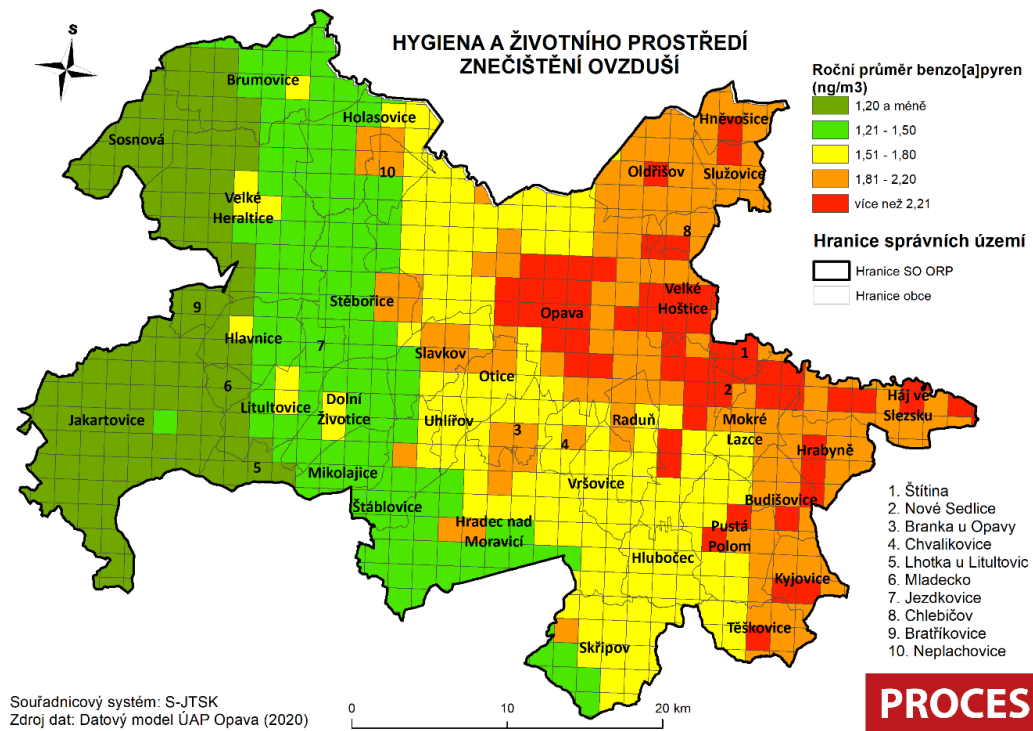 S
HYGIENA A ŽIVOTNÍHO PROSTŘEDÍ
ZNEČIŠTĚNÍ OVZDUŠÍ
Roční průměr benzo[a]pyren
(ng/m3)
1,20 a méně
1,21 - 1,50
1,51 - 1,80
1,81 - 2,20
více než 2,21
Hranice správních území
Hranice SO ORP
Hranice obce
Brumovice
Holasovice
Hněvošice
Sosnová
10
Oldřišov
Služovice
Velké
Heraltice
8
9
Stěbořice
Velké
Hoštice
Opava
Hlavnice
7
Slavkov
1
Otice
6
2
Háj ve
Slezsku
Jakartovice
Litultovice
Dolní
Životice
Uhlířov
3
4
Raduň
Mokré
Lazce
Hrabyně
5
Mikolajice
Vršovice
Štáblovice
Budišovice
Hradec nad
Moravicí
Pustá
Polom
Hlubočec
Kyjovice
Těškovice
Skřipov
1. Štítina
2. Nové Sedlice
3. Branka u Opavy
4. Chvalikovice
5. Lhotka u Litultovic
6. Mladecko
7. Jezdkovice
8. Chlebičov
9. Bratříkovice
10. Neplachovice
Souřadnicový systém: S-JTSK
Zdroj dat: Datový model ÚAP Opava (2020)
0 10 20 km
PROCES